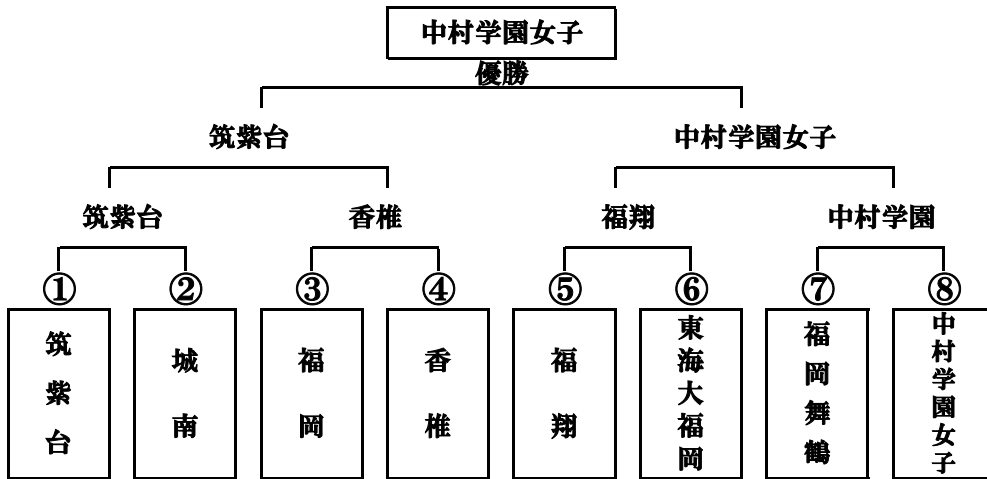 中村学園女子
優勝
筑紫台
中村学園女子
筑紫台
香椎
福翔
中村学園
①
②
③
④
⑤
⑥
⑦
⑧
筑紫台
城南
福岡
香椎
福翔
東海大福岡
福岡舞鶴
中村学園女子